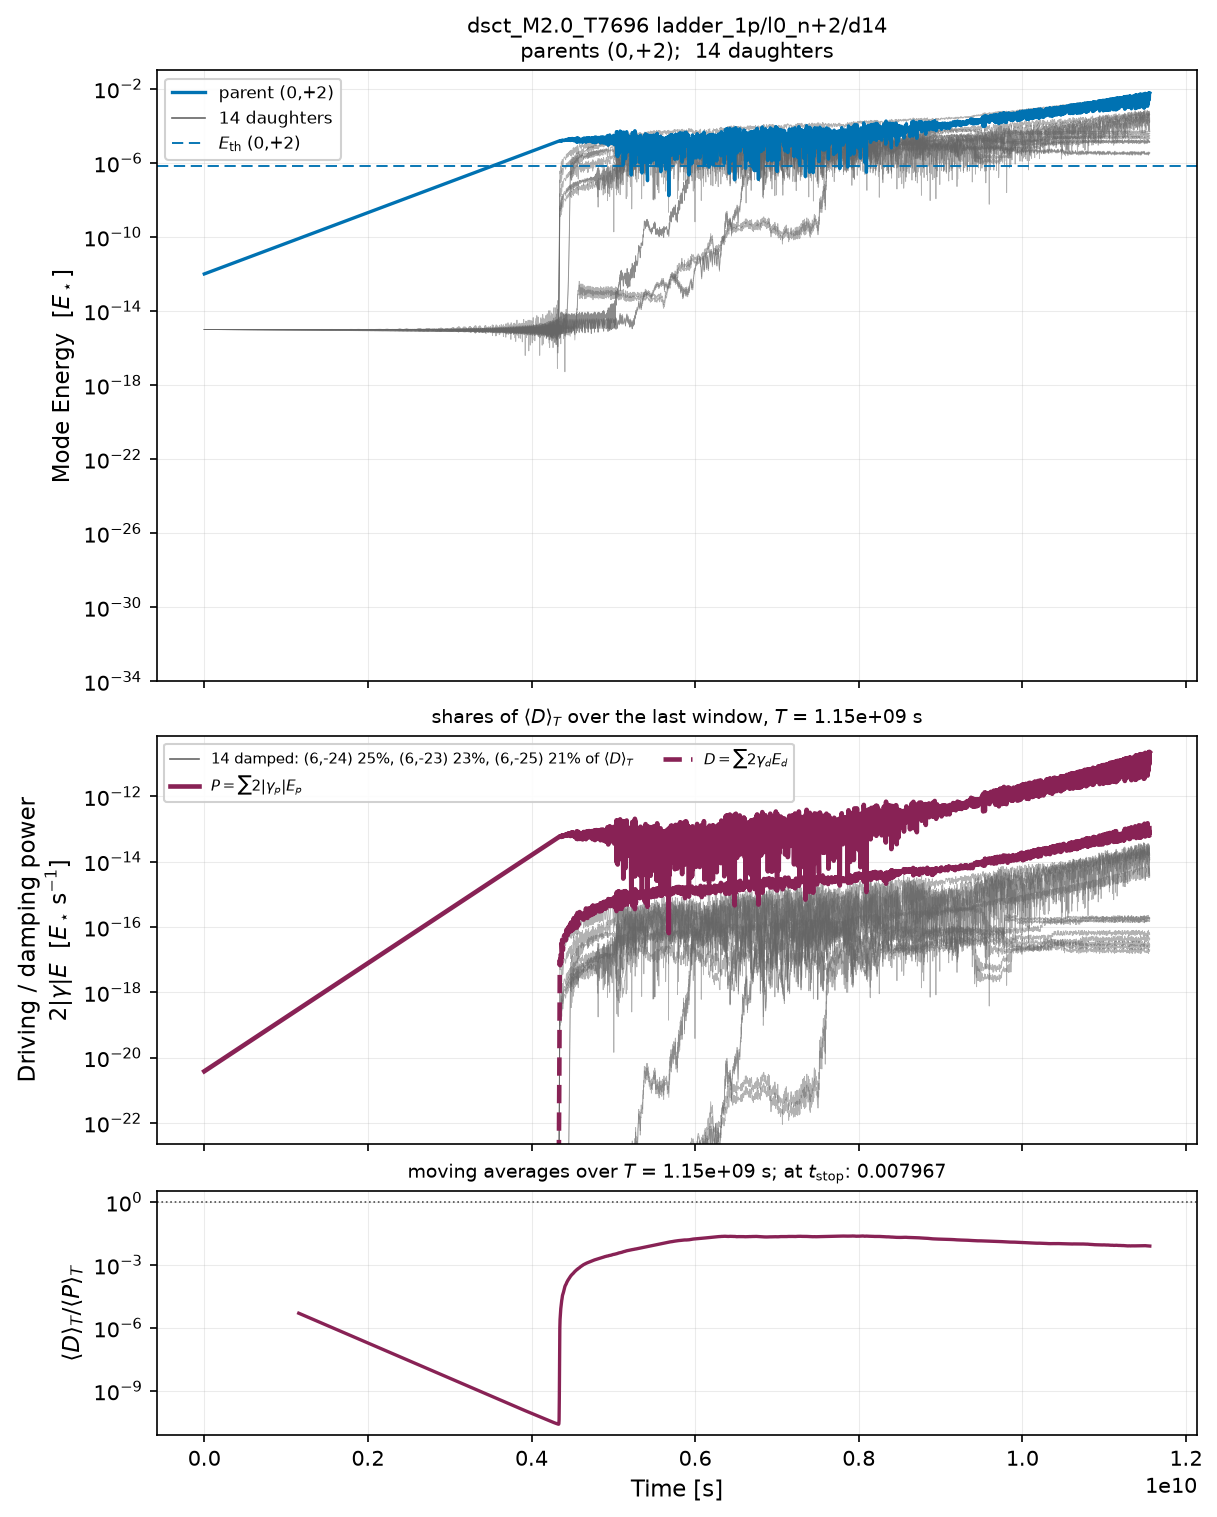 dsct_M2.0_T7696 ladder_1p/l0_n+2/d14
parents (0,+2);  14 daughters
parent (0,+2)
14 daughters
E_th (0,+2)
Mode Energy [E⋆]
10^−2
10^−6
10^−10
10^−14
10^−18
10^−22
10^−26
10^−30
10^−34
shares of ⟨D⟩_T over the last window, T = 1.15e+09 s
14 damped: (6,-24) 25%, (6,-23) 23%, (6,-25) 21% of ⟨D⟩_T
P = ∑2|γ_p|E_p
D = ∑2γ_dE_d
Driving / damping power
2|γ|E [E⋆ s^−1]
10^−12
10^−14
10^−16
10^−18
10^−20
10^−22
moving averages over T = 1.15e+09 s; at t_stop: 0.007967
⟨D⟩_T/⟨P⟩_T
10^0
10^−3
10^−6
10^−9
0.0 0.2 0.4 0.6 0.8 1.0 1.2
1e10
Time [s]